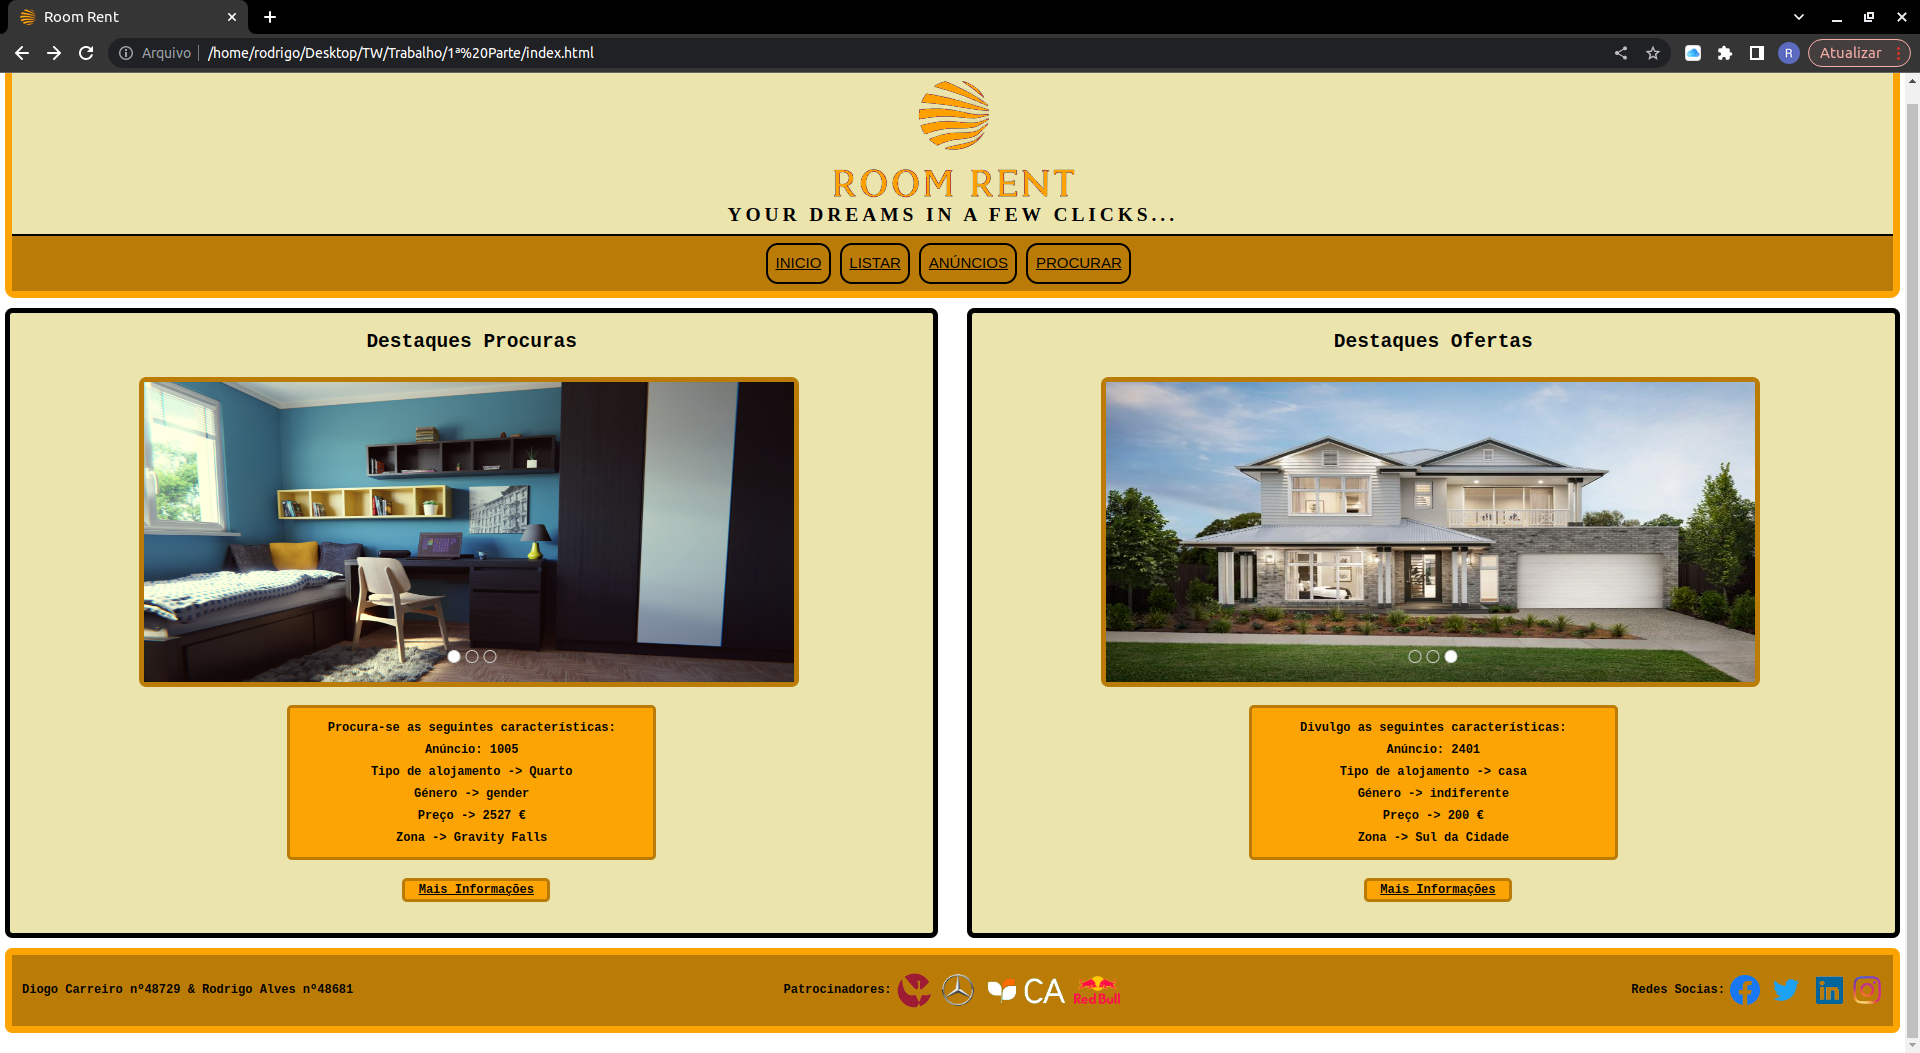 Room Rent
Arquivo | /home/rodrigo/Desktop/TW/Trabalho/1ª%20Parte/index.html
R
Atualizar
ROOM RENT
YOUR DREAMS IN A FEW CLICKS...
INICIO
LISTAR
ANÚNCIOS
PROCURAR
Destaques Procuras
Procura-se as seguintes características:
Anúncio: 1005
Tipo de alojamento -> Quarto
Género -> gender
Preço -> 2527 €
Zona -> Gravity Falls
Mais Informações
Destaques Ofertas
Divulgo as seguintes características:
Anúncio: 2401
Tipo de alojamento -> casa
Género -> indiferente
Preço -> 200 €
Zona -> Sul da Cidade
Mais Informações
Diogo Carreiro nº48729 & Rodrigo Alves nº48681
Patrocinadores:
CA
Red Bull
Redes Socias:
in